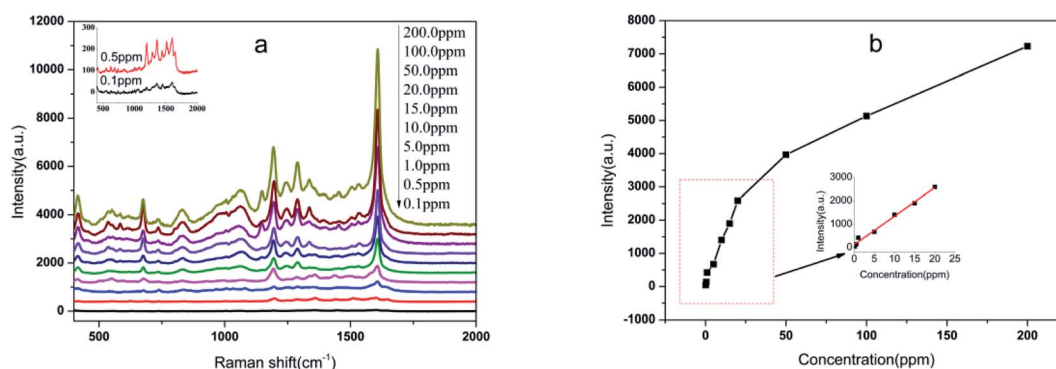 a
12000
10000
8000
6000
4000
2000
0
Intensity(a.u.)
500
1000
1500
2000
Raman shift(cm⁻¹)
200.0ppm
100.0ppm
50.0ppm
20.0ppm
15.0ppm
10.0ppm
5.0ppm
1.0ppm
0.5ppm
0.1ppm
300
200
100
0
0.5ppm
0.1ppm
500
1000
1500
2000
b
8000
7000
6000
5000
4000
3000
2000
1000
0
-1000
Intensity(a.u.)
0
50
100
150
200
Concentration(ppm)
3000
2000
1000
0
Intensity(a.u.)
0
5
10
15
20
25
Concentration(ppm)